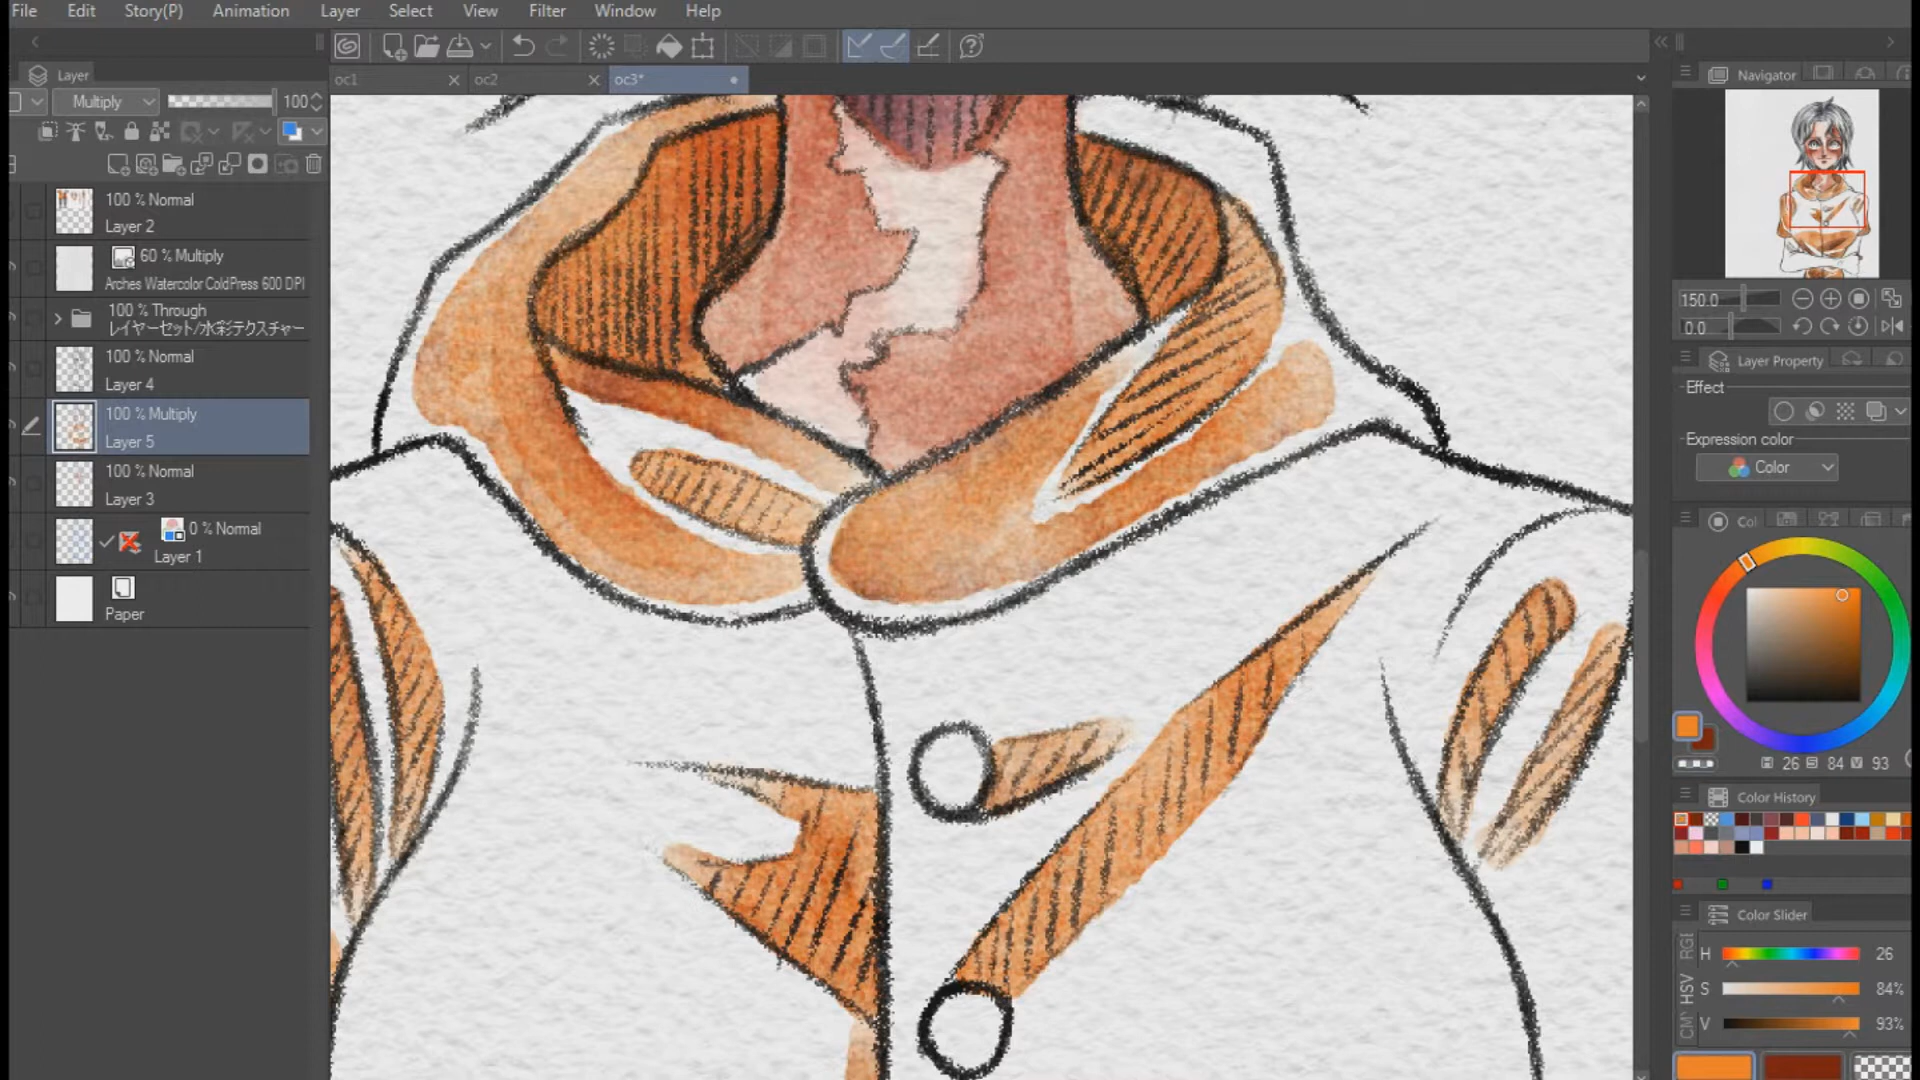 File Edit Story(P) Animation Layer Select View Filter Window Help
Layer
oc1 oc2 oc3*
Multiply 100
100 % Normal
Layer 2
60 % Multiply
Arches Watercolor ColdPress 600 DPI
100 % Through
レイヤーセット/水彩テクスチャー
100 % Normal
Layer 4
100 % Multiply
Layer 5
100 % Normal
Layer 3
0 % Normal
Layer 1
Paper
Navigator
150.0
0.0
Layer Property
Effect
Expression color
Color
Col
H 26 S 84 V 93
Color History
Color Slider
RGB
HSV
CM
H 26
S 84%
V 93%